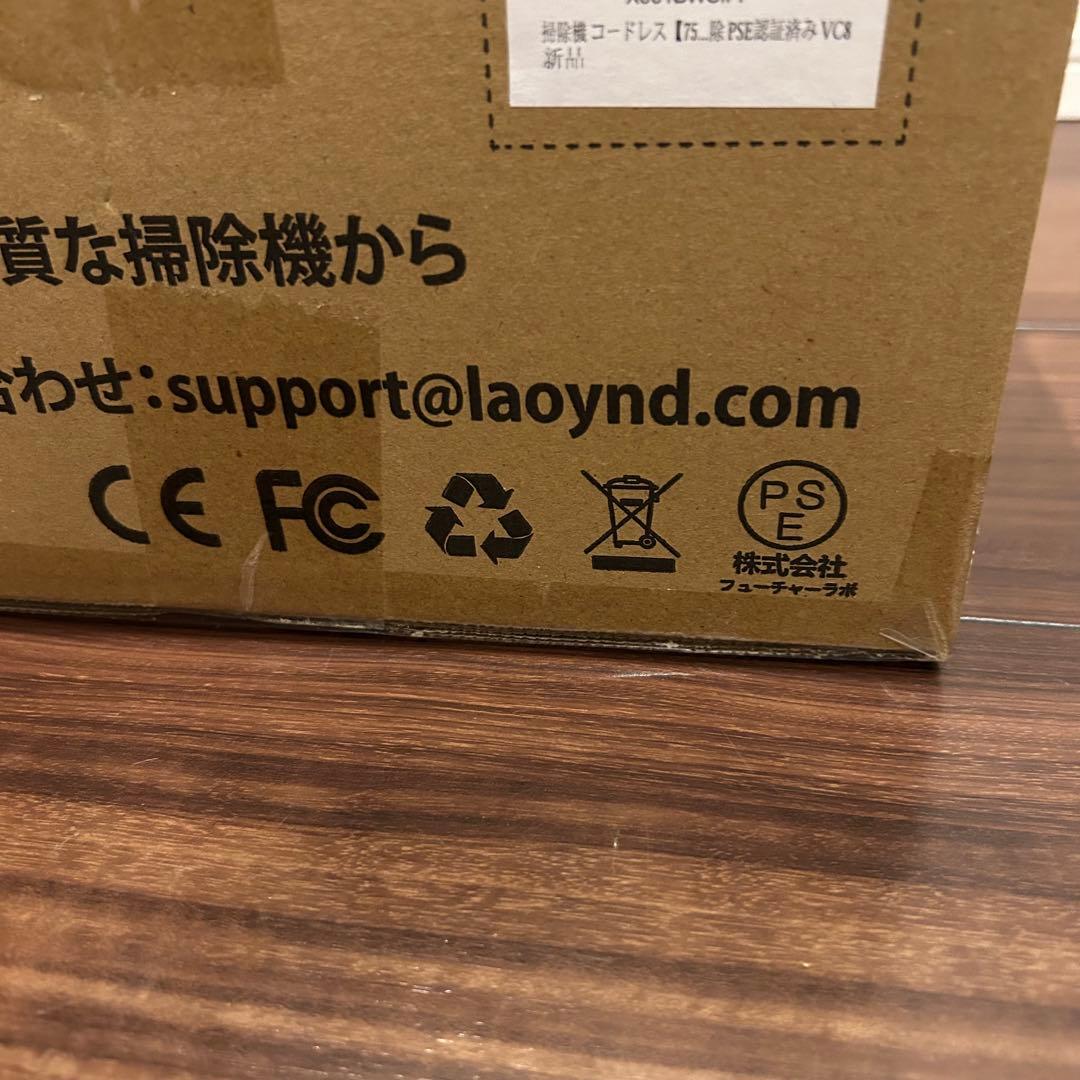 掃除機 コードレス【75...除 PSE認証済み VC8
新品
質な掃除機から
合わせ:support@laoynd.com
CE FC PSE
株式会社
フューチャーラボ